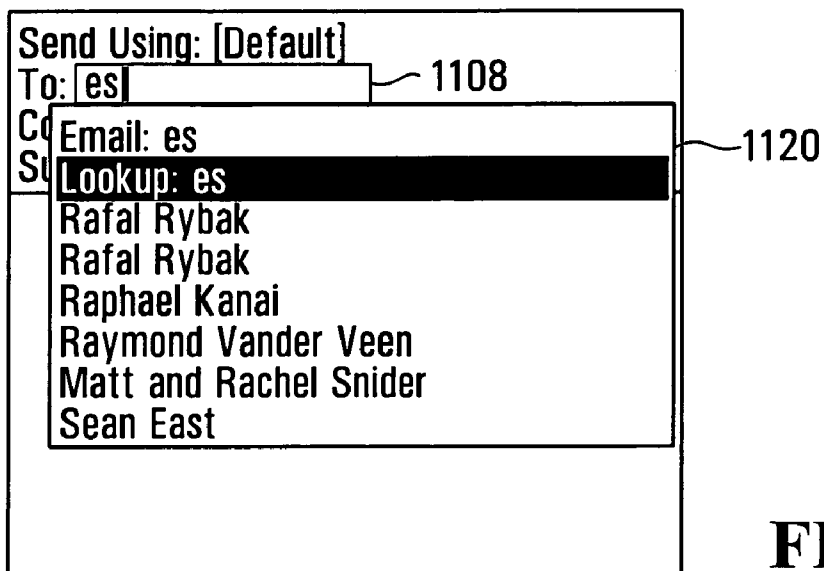 Send Using: [Default]
To: es
1108
Email: es
1120
Lookup: es
Rafal Rybak
Rafal Rybak
Raphael Kanai
Raymond Vander Veen
Matt and Rachel Snider
Sean East